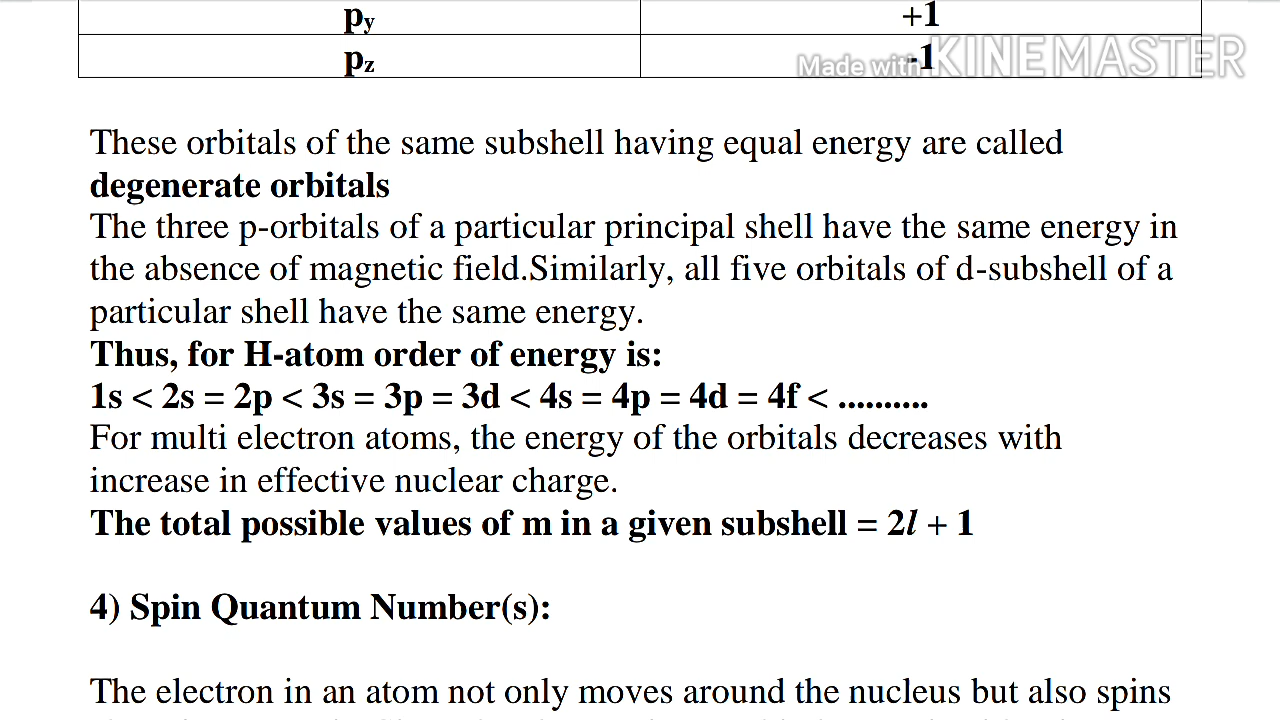 py +1
pz -1
Made with KINEMASTER
These orbitals of the same subshell having equal energy are called
degenerate orbitals
The three p-orbitals of a particular principal shell have the same energy in
the absence of magnetic field.Similarly, all five orbitals of d-subshell of a
particular shell have the same energy.
Thus, for H-atom order of energy is:
1s < 2s = 2p < 3s = 3p = 3d < 4s = 4p = 4d = 4f < ..........
For multi electron atoms, the energy of the orbitals decreases with
increase in effective nuclear charge.
The total possible values of m in a given subshell = 2l + 1
4) Spin Quantum Number(s):
The electron in an atom not only moves around the nucleus but also spins